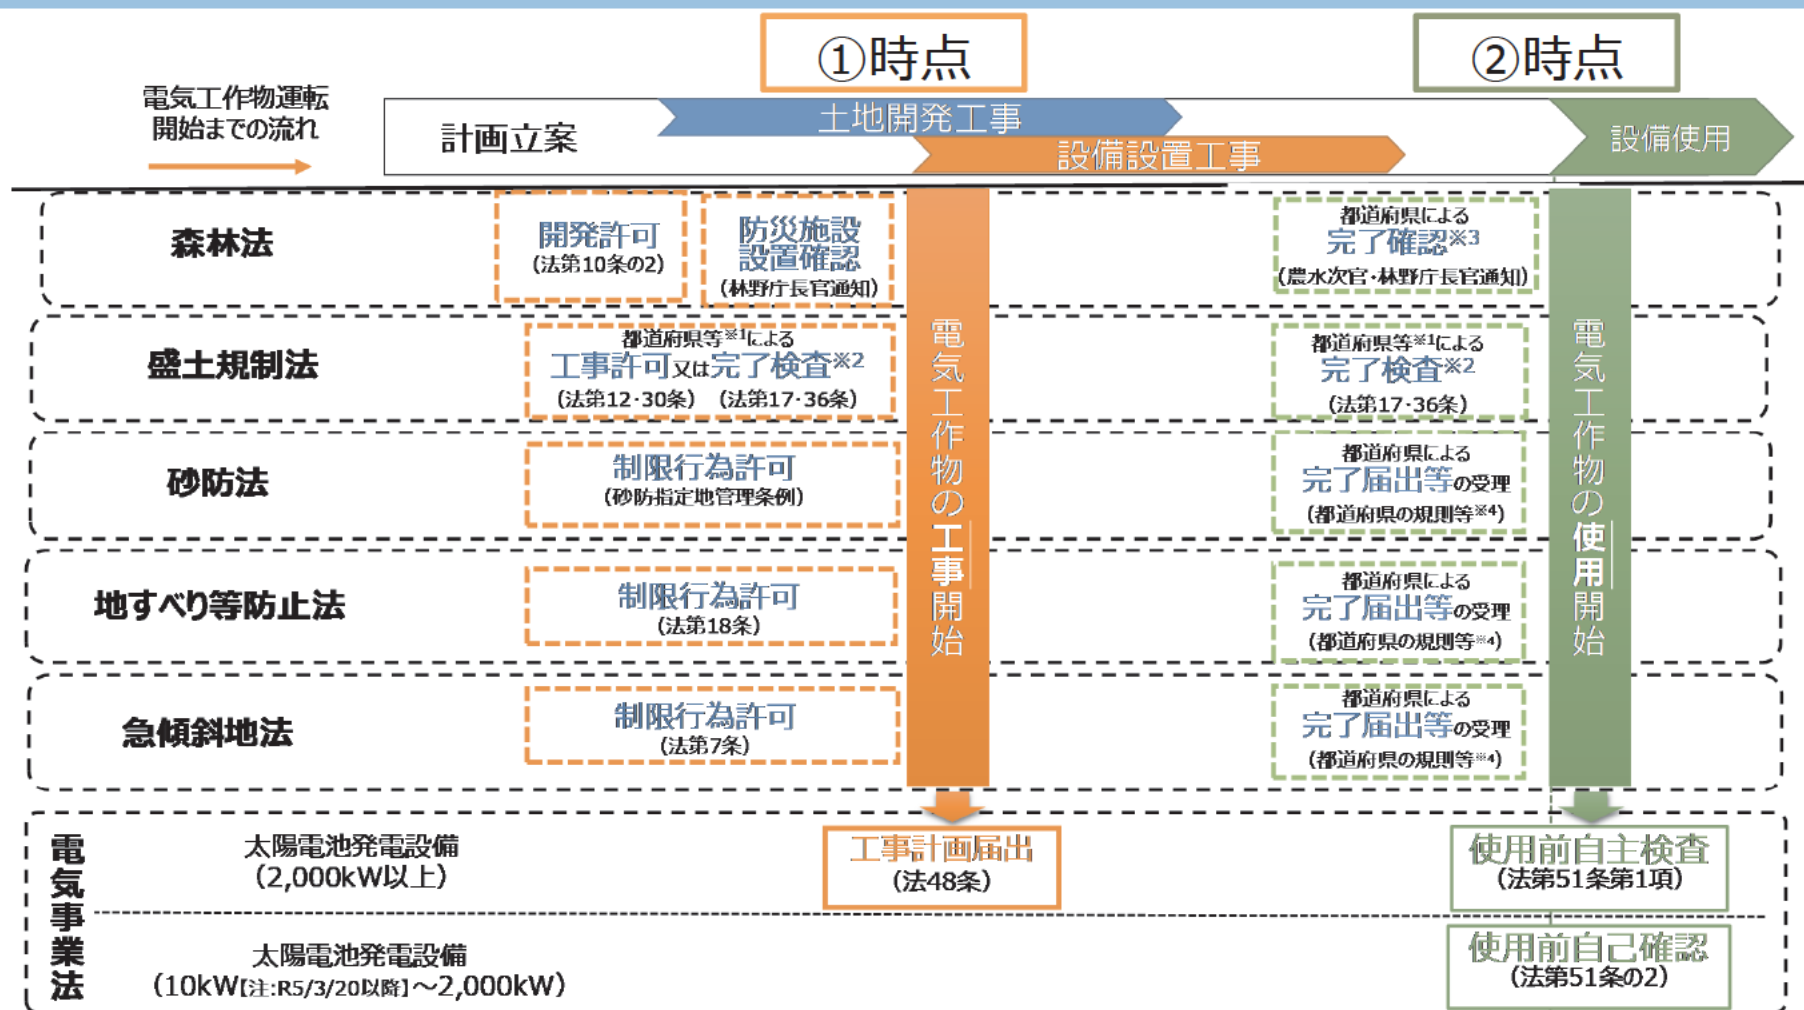 ①時点
②時点
電気工作物運転
開始までの流れ
計画立案
土地開発工事
設備設置工事
設備使用
森林法
開発許可
(法第10条の2)
防災施設
設置確認
(林野庁長官通知)
都道府県による
完了確認※3
(農水次官・林野庁長官通知)
盛土規制法
都道府県等※1による
工事許可又は完了検査※2
(法第12・30条) (法第17・36条)
都道府県等※1による
完了検査※2
(法第17・36条)
砂防法
制限行為許可
(砂防指定地管理条例)
都道府県による
完了届出等の受理
(都道府県の規則等※4)
地すべり等防止法
制限行為許可
(法第18条)
都道府県による
完了届出等の受理
(都道府県の規則等※4)
急傾斜地法
制限行為許可
(法第7条)
都道府県による
完了届出等の受理
(都道府県の規則等※4)
電気工作物の工事開始
電気工作物の使用開始
電気事業法
太陽電池発電設備
(2,000kW以上)
工事計画届出
(法48条)
使用前自主検査
(法第51条第1項)
太陽電池発電設備
(10kW【注:R5/3/20以降】~2,000kW)
使用前自己確認
(法第51条の2)